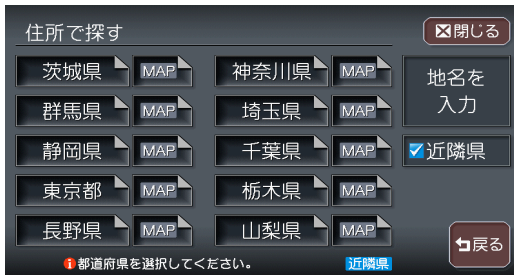 住所で探す
閉じる
茨城県 MAP 神奈川県 MAP
地名を
入力
群馬県 MAP 埼玉県 MAP
静岡県 MAP 千葉県 MAP
近隣県
東京都 MAP 栃木県 MAP
長野県 MAP 山梨県 MAP
戻る
都道府県を選択してください。
近隣県